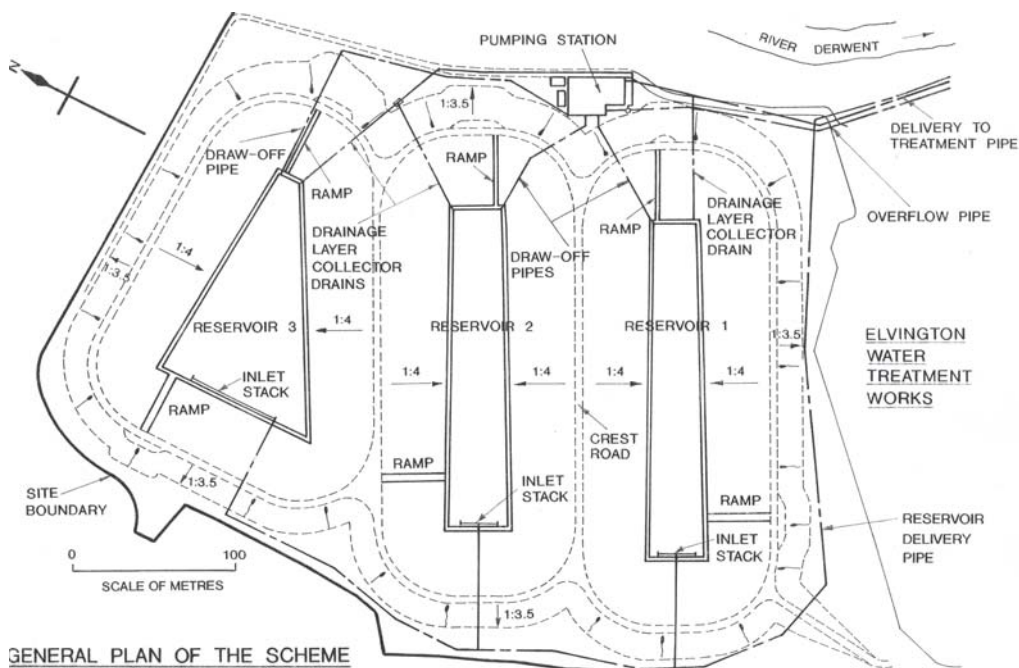 PUMPING STATION
RIVER DERWENT
N
1:3.5
DELIVERY TO
TREATMENT PIPE
DRAW-OFF
PIPE
RAMP
RAMP
RAMP
DRAINAGE
LAYER
COLLECTOR
DRAINS
DRAW-OFF
PIPES
DRAINAGE
LAYER
COLLECTOR
DRAIN
OVERFLOW PIPE
1:4
1:3.5
RESERVOIR 3
1:4
RESERVOIR 2
RESERVOIR 1
1:3.5
ELVINGTON
WATER
TREATMENT
WORKS
1:4
1:4
1:4
1:4
INLET
STACK
RAMP
CREST
ROAD
RAMP
INLET
STACK
RAMP
INLET
STACK
1:3.5
SITE
BOUNDARY
RESERVOIR
DELIVERY
PIPE
0 100
SCALE OF METRES
1:3.5
GENERAL PLAN OF THE SCHEME